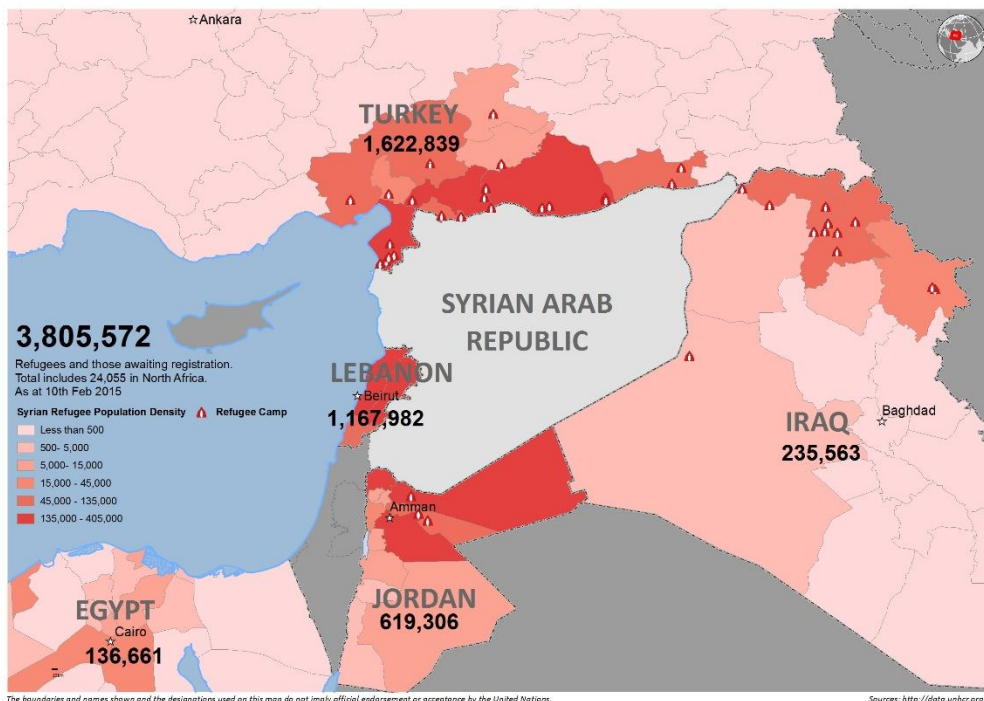 Ankara
TURKEY
1,622,839
SYRIAN ARAB
REPUBLIC
3,805,572
Refugees and those awaiting registration.
Total includes 24,055 in North Africa.
As at 10th Feb 2015
Syrian Refugee Population Density
Refugee Camp
Less than 500
500- 5,000
5,000- 15,000
15,000 - 45,000
45,000 - 135,000
135,000 - 405,000
LEBANON
Beirut
1,167,982
Baghdad
IRAQ
235,563
Amman
JORDAN
619,306
EGYPT
Cairo
136,661
The boundaries and names shown and the designations used on this map do not imply official endorsement or acceptance by the United Nations.
Sources: http://data.unhcr.org